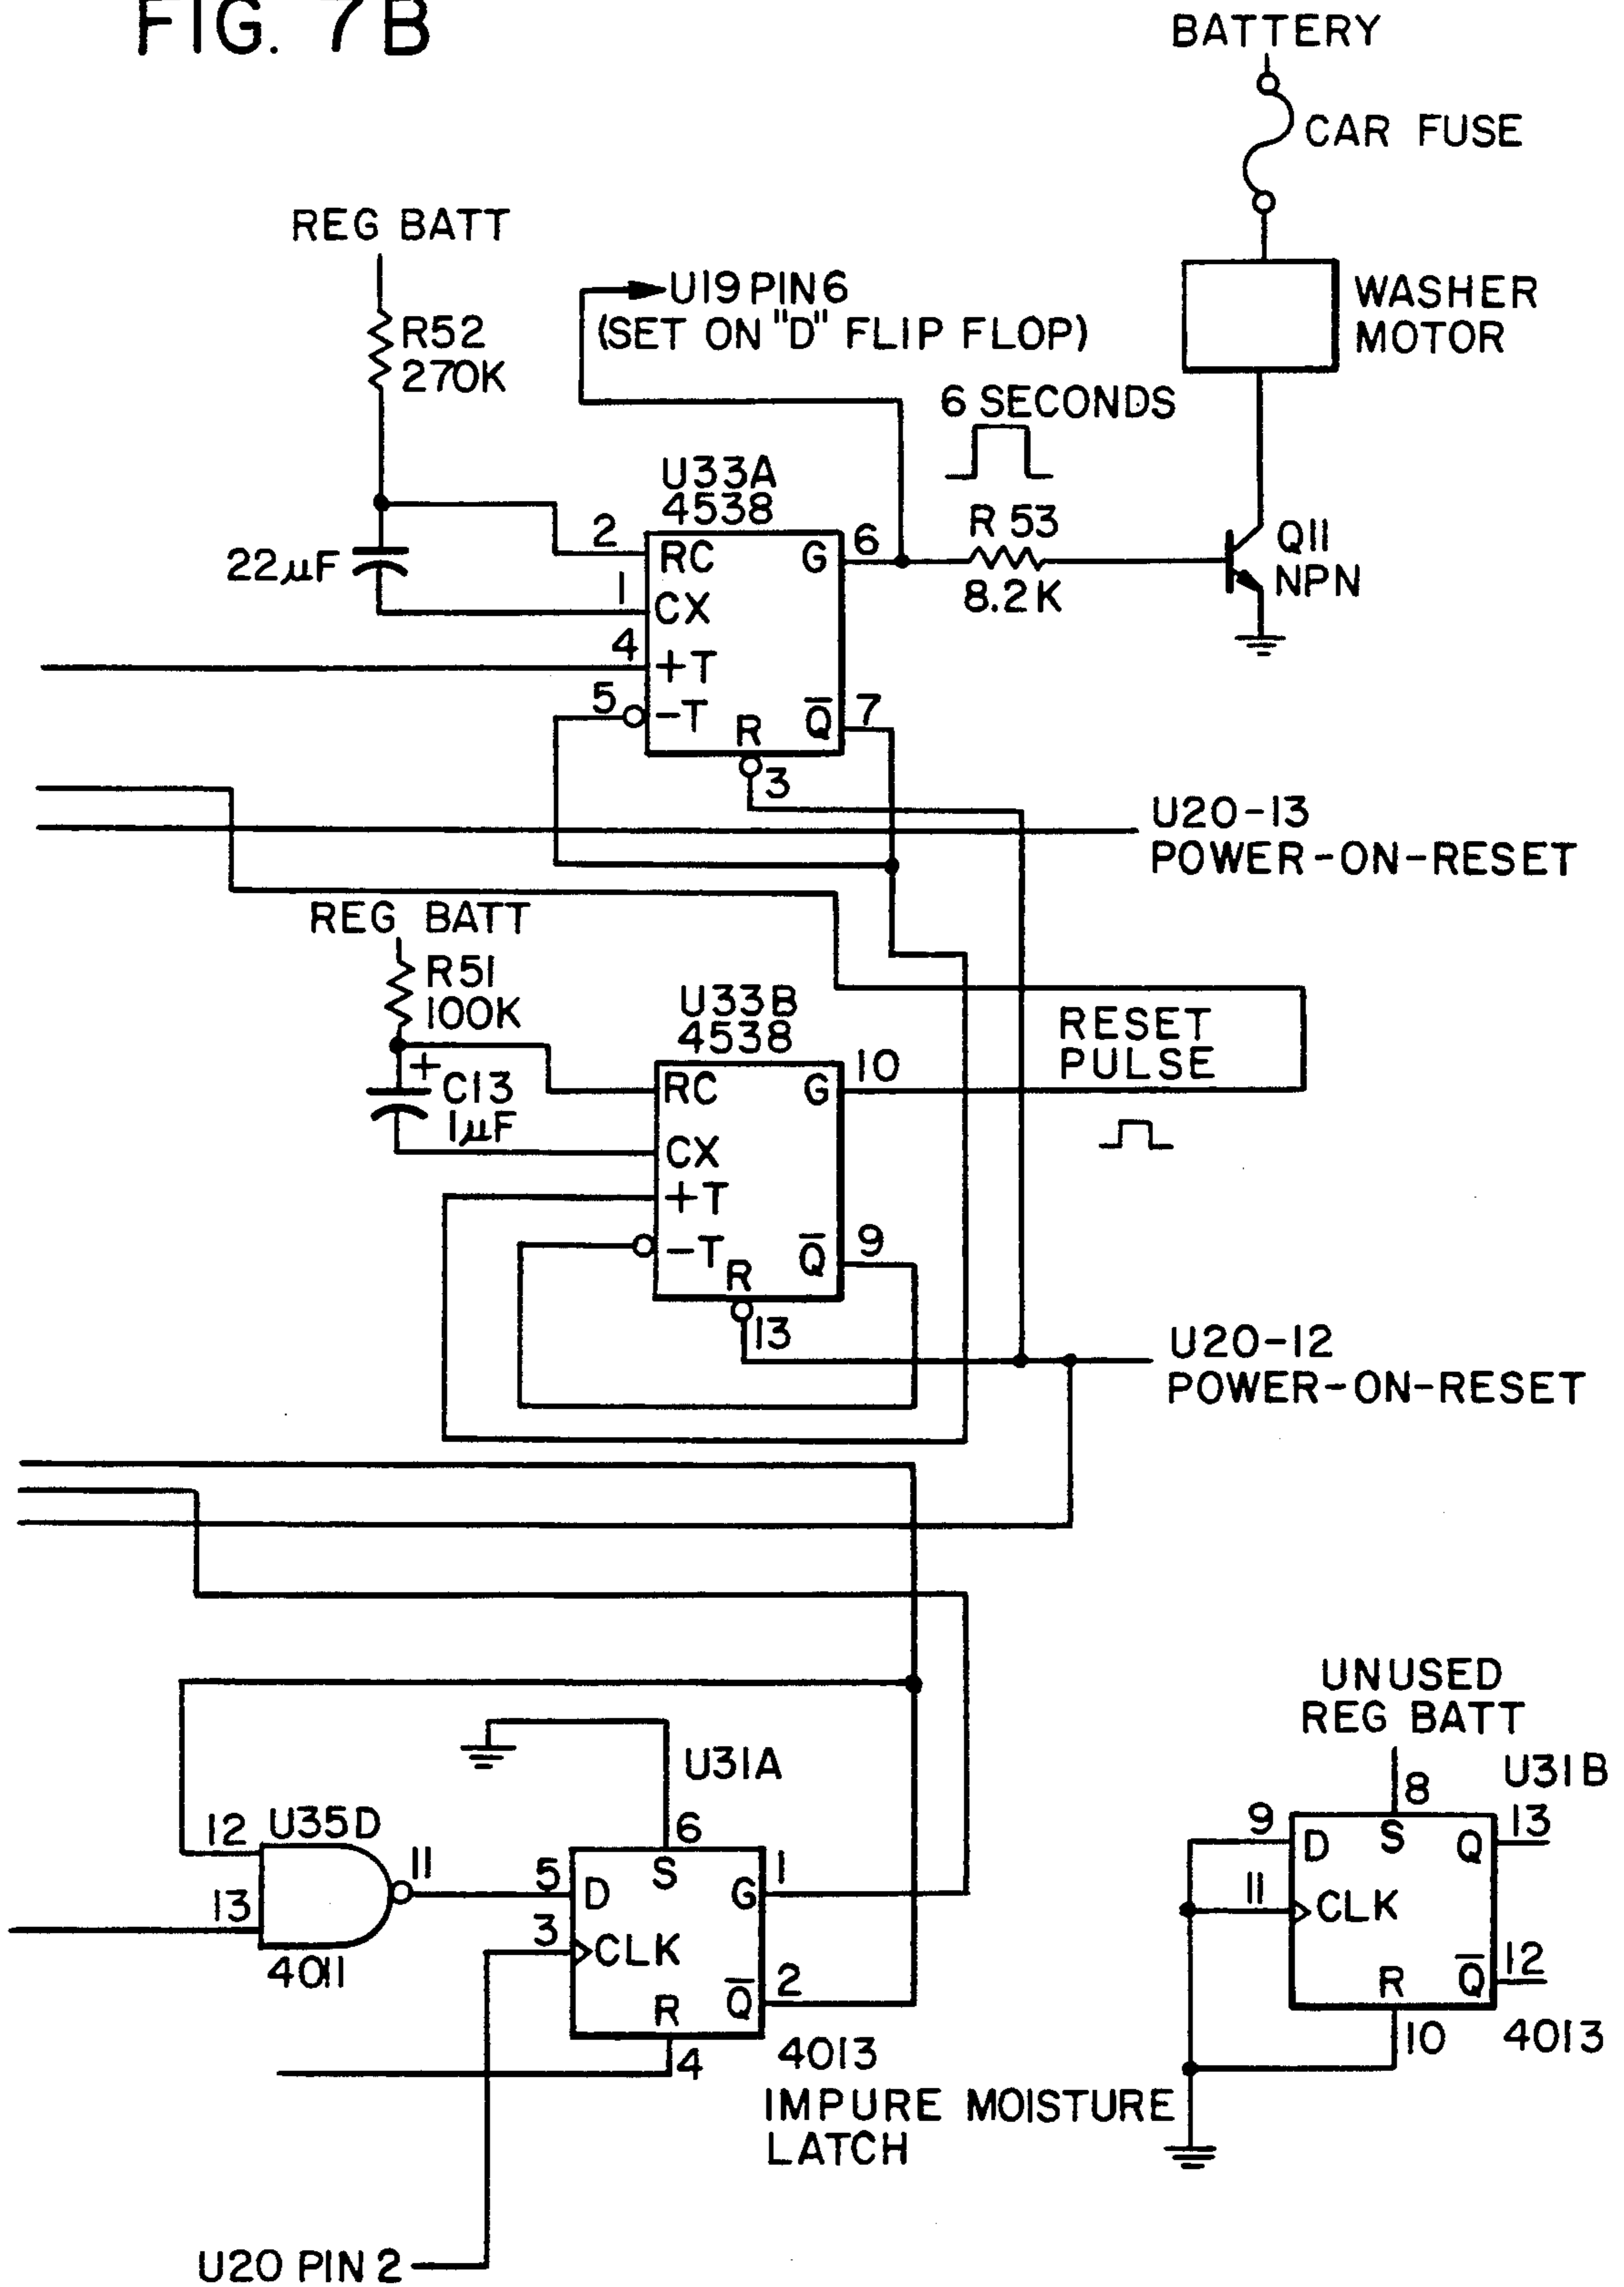 FIG. 7B
BATTERY
CAR FUSE
WASHER
MOTOR
REG BATT
R52
270K
U19 PIN 6
(SET ON "D" FLIP FLOP)
6 SECONDS
U33A
4538
22µF
2
RC
G
6
R 53
8.2K
Q11
NPN
1
CX
4
+T
5
-T
R
Q̅
7
3
U20-13
POWER-ON-RESET
REG BATT
R51
100K
U33B
4538
RESET
PULSE
+
C13
1µF
RC
G
10
CX
+T
-T
R
Q̅
9
13
U20-12
POWER-ON-RESET
UNUSED
REG BATT
U31A
U31B
8
U35D
12
13
11
4011
6
S
5
D
G
1
3
CLK
R
Q̅
2
4
4013
IMPURE MOISTURE
LATCH
9
D
S
Q
13
11
CLK
R
Q̅
12
10
4013
U20 PIN 2